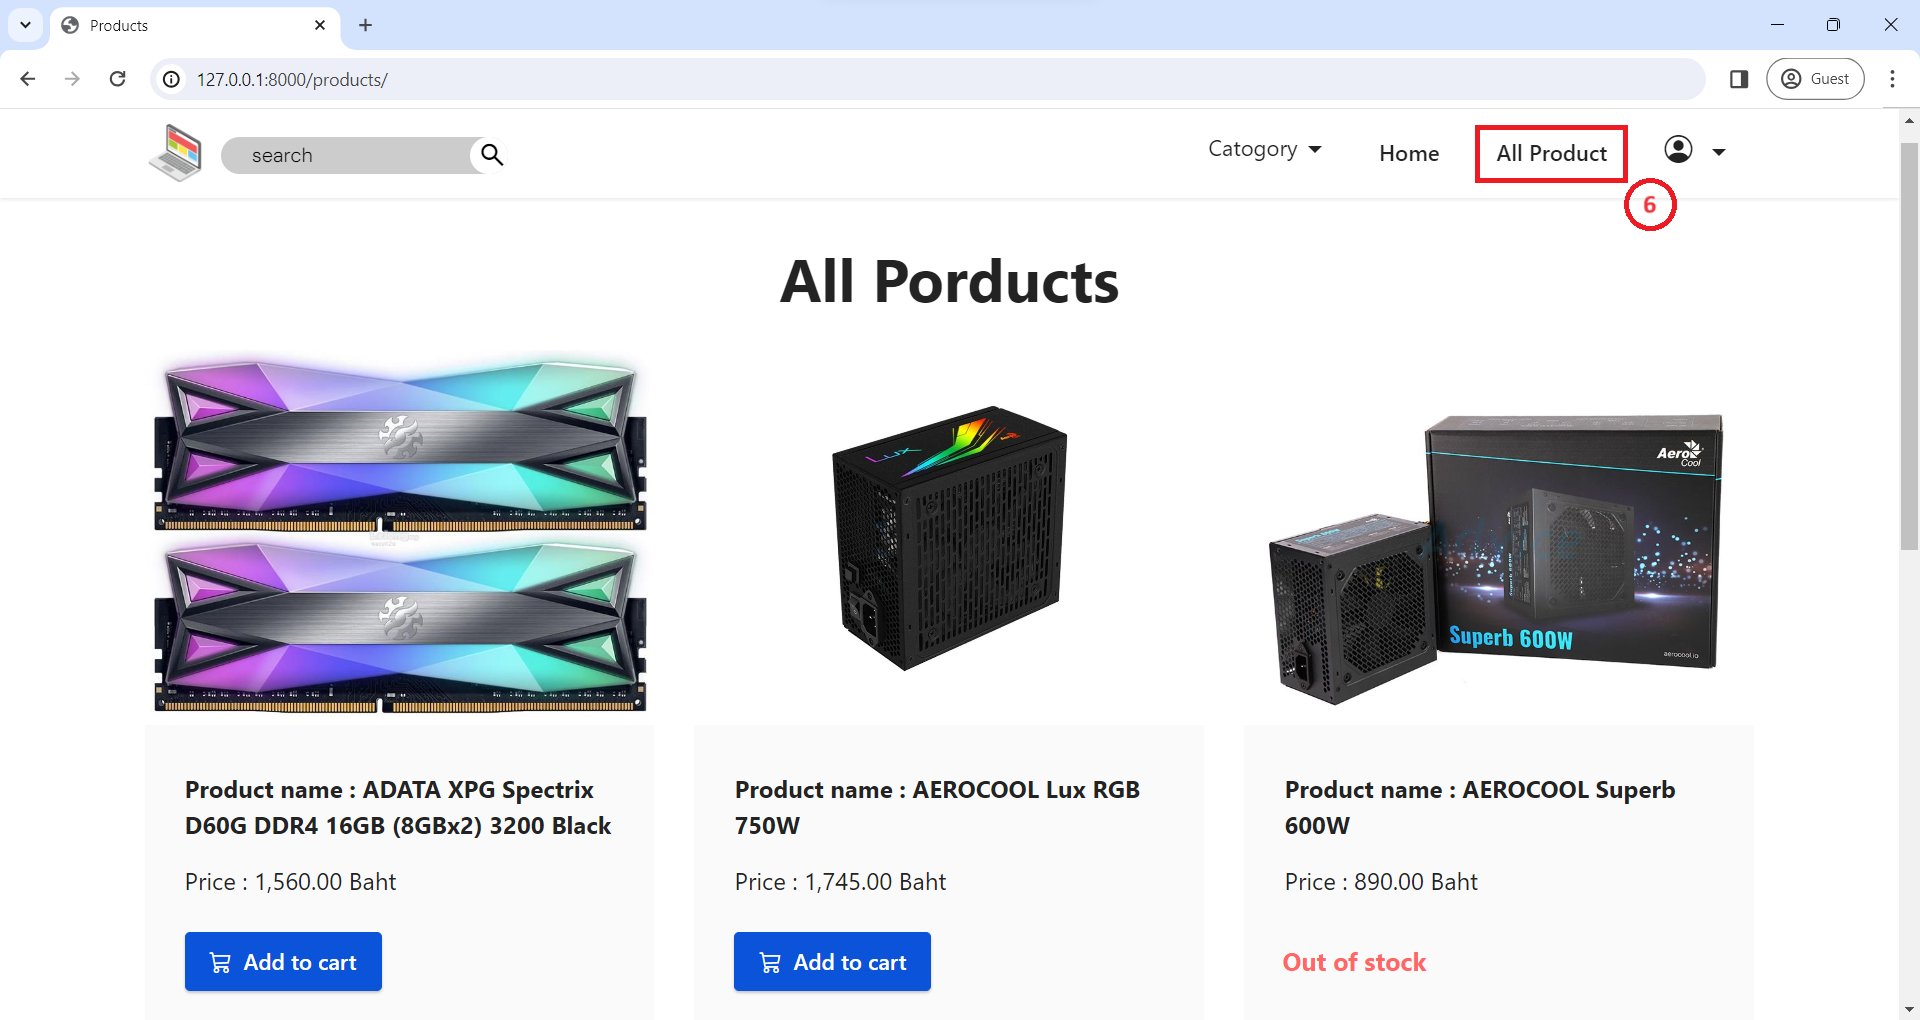 Products
127.0.0.1:8000/products/
Guest
search
Catogory
Home
All Product
6
All Porducts
LUX
Aero
Cool
Superb 600W
aerocool.io
Product name : ADATA XPG Spectrix
D60G DDR4 16GB (8GBx2) 3200 Black
Price : 1,560.00 Baht
Add to cart
Product name : AEROCOOL Lux RGB
750W
Price : 1,745.00 Baht
Add to cart
Product name : AEROCOOL Superb
600W
Price : 890.00 Baht
Out of stock